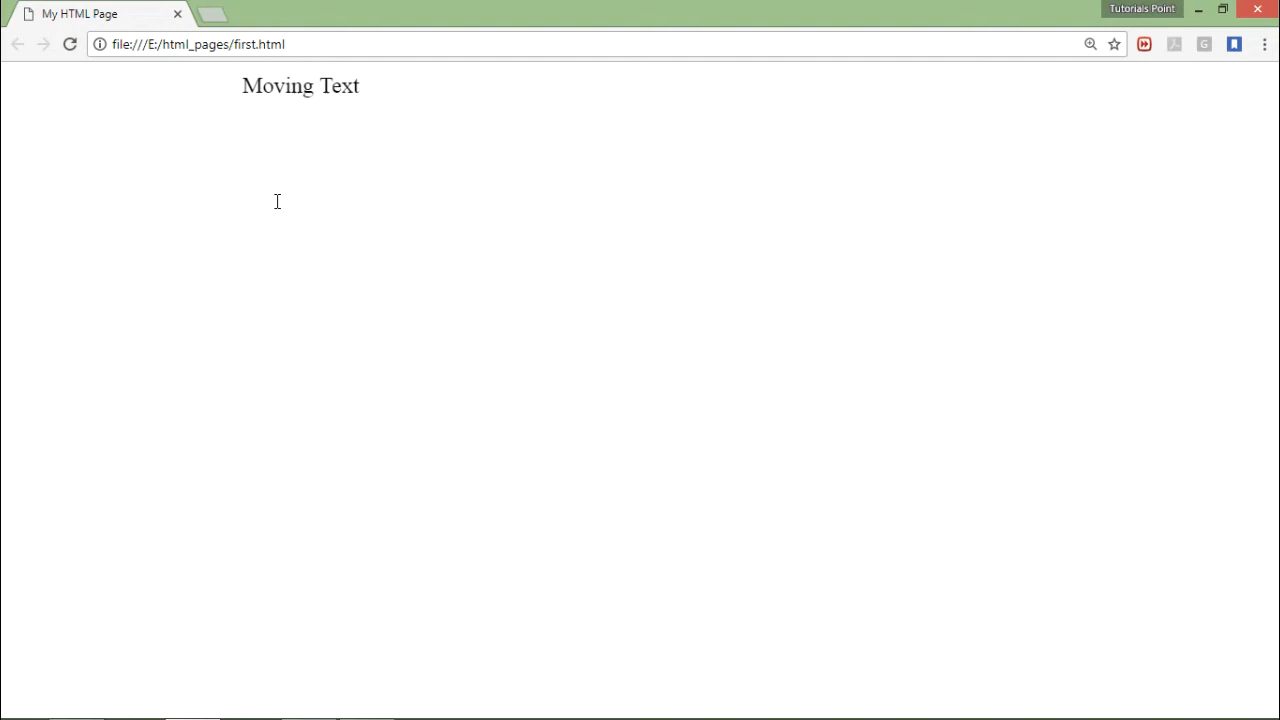 My HTML Page
Tutorials Point
file:///E:/html_pages/first.html
G
Moving Text